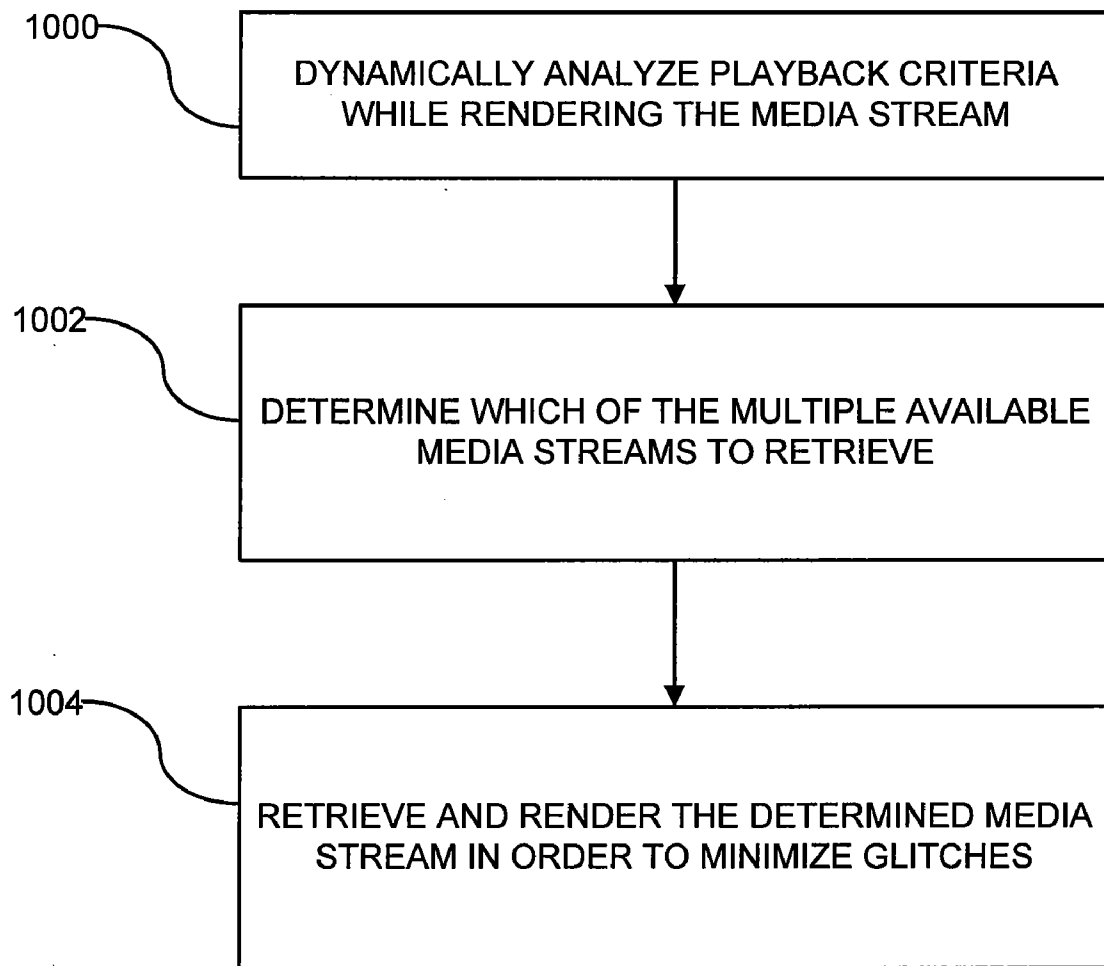 1000
DYNAMICALLY ANALYZE PLAYBACK CRITERIA
WHILE RENDERING THE MEDIA STREAM
1002
DETERMINE WHICH OF THE MULTIPLE AVAILABLE
MEDIA STREAMS TO RETRIEVE
1004
RETRIEVE AND RENDER THE DETERMINED MEDIA
STREAM IN ORDER TO MINIMIZE GLITCHES